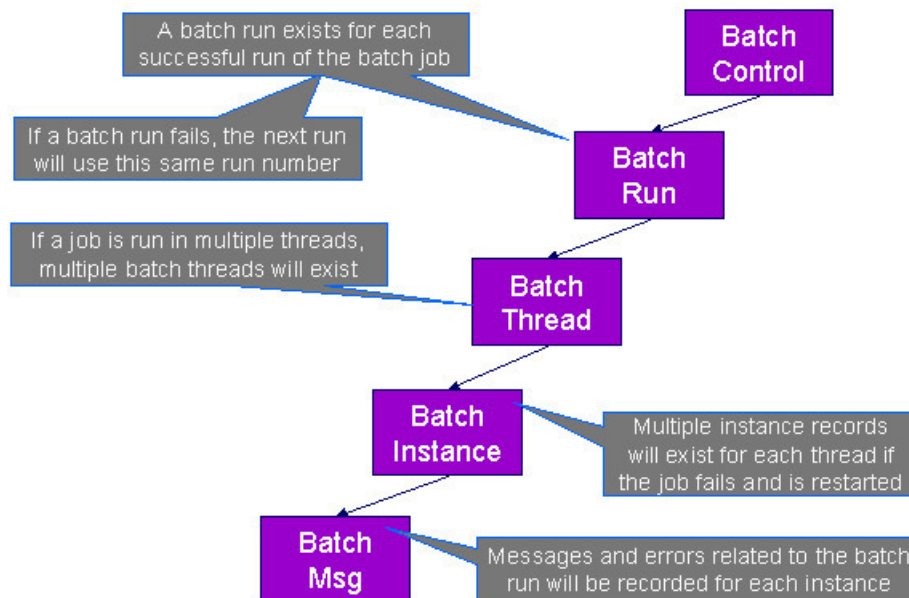 A batch run exists for each
successful run of the batch job
Batch
Control
If a batch run fails, the next run
will use this same run number
Batch
Run
If a job is run in multiple threads,
multiple batch threads will exist
Batch
Thread
Batch
Instance
Multiple instance records
will exist for each thread if
the job fails and is restarted
Batch
Msg
Messages and errors related to the batch
run will be recorded for each instance